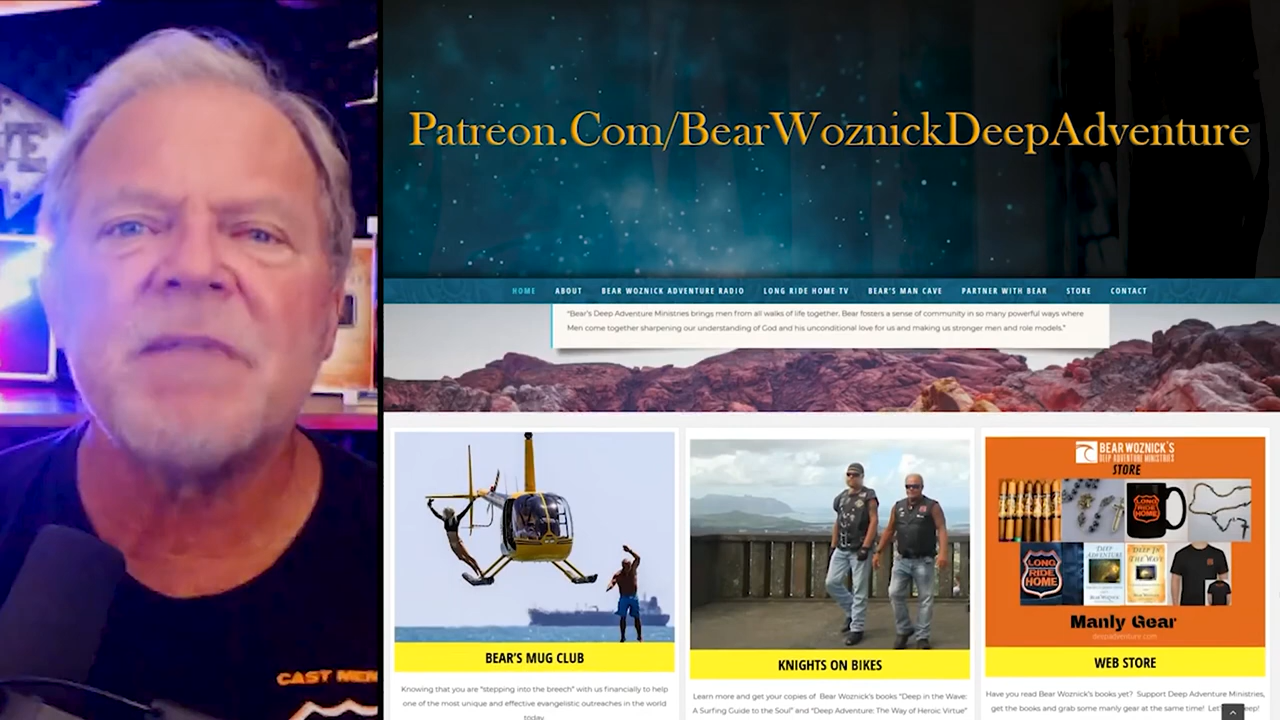 TE
CAST MEM
Patreon.Com/BearWoznickDeepAdventure
HOME ABOUT BEAR WOZNICK ADVENTURE RADIO LONG RIDE HOME TV BEAR'S MAN CAVE PARTNER WITH BEAR STORE CONTACT
"Bear's Deep Adventure Ministries brings men from all walks of life together. Bear fosters a sense of community in so many powerful ways where
Men come together sharpening our understanding of God and his unconditional love for us and making us stronger men and role models."
BEAR WOZNICK'S
DEEP ADVENTURE MINISTRIES
STORE
LONG
RIDE
HOME
LONG
RIDE
HOME
DEEP
ADVENTURE
DEEP IN
THE WAVE
Manly Gear
deepadventure.com
BEAR'S MUG CLUB
KNIGHTS ON BIKES
WEB STORE
Knowing that you are "stepping into the breech" with us financially to help
one of the most unique and effective evangelistic outreaches in the world
today.
Learn more and get your copies of Bear Woznick's books "Deep in the Wave:
A Surfing Guide to the Soul" and "Deep Adventure: The Way of Heroic Virtue"
Have you read Bear Woznick's books yet? Support Deep Adventure Ministries,
get the books and grab some manly gear at the same time!